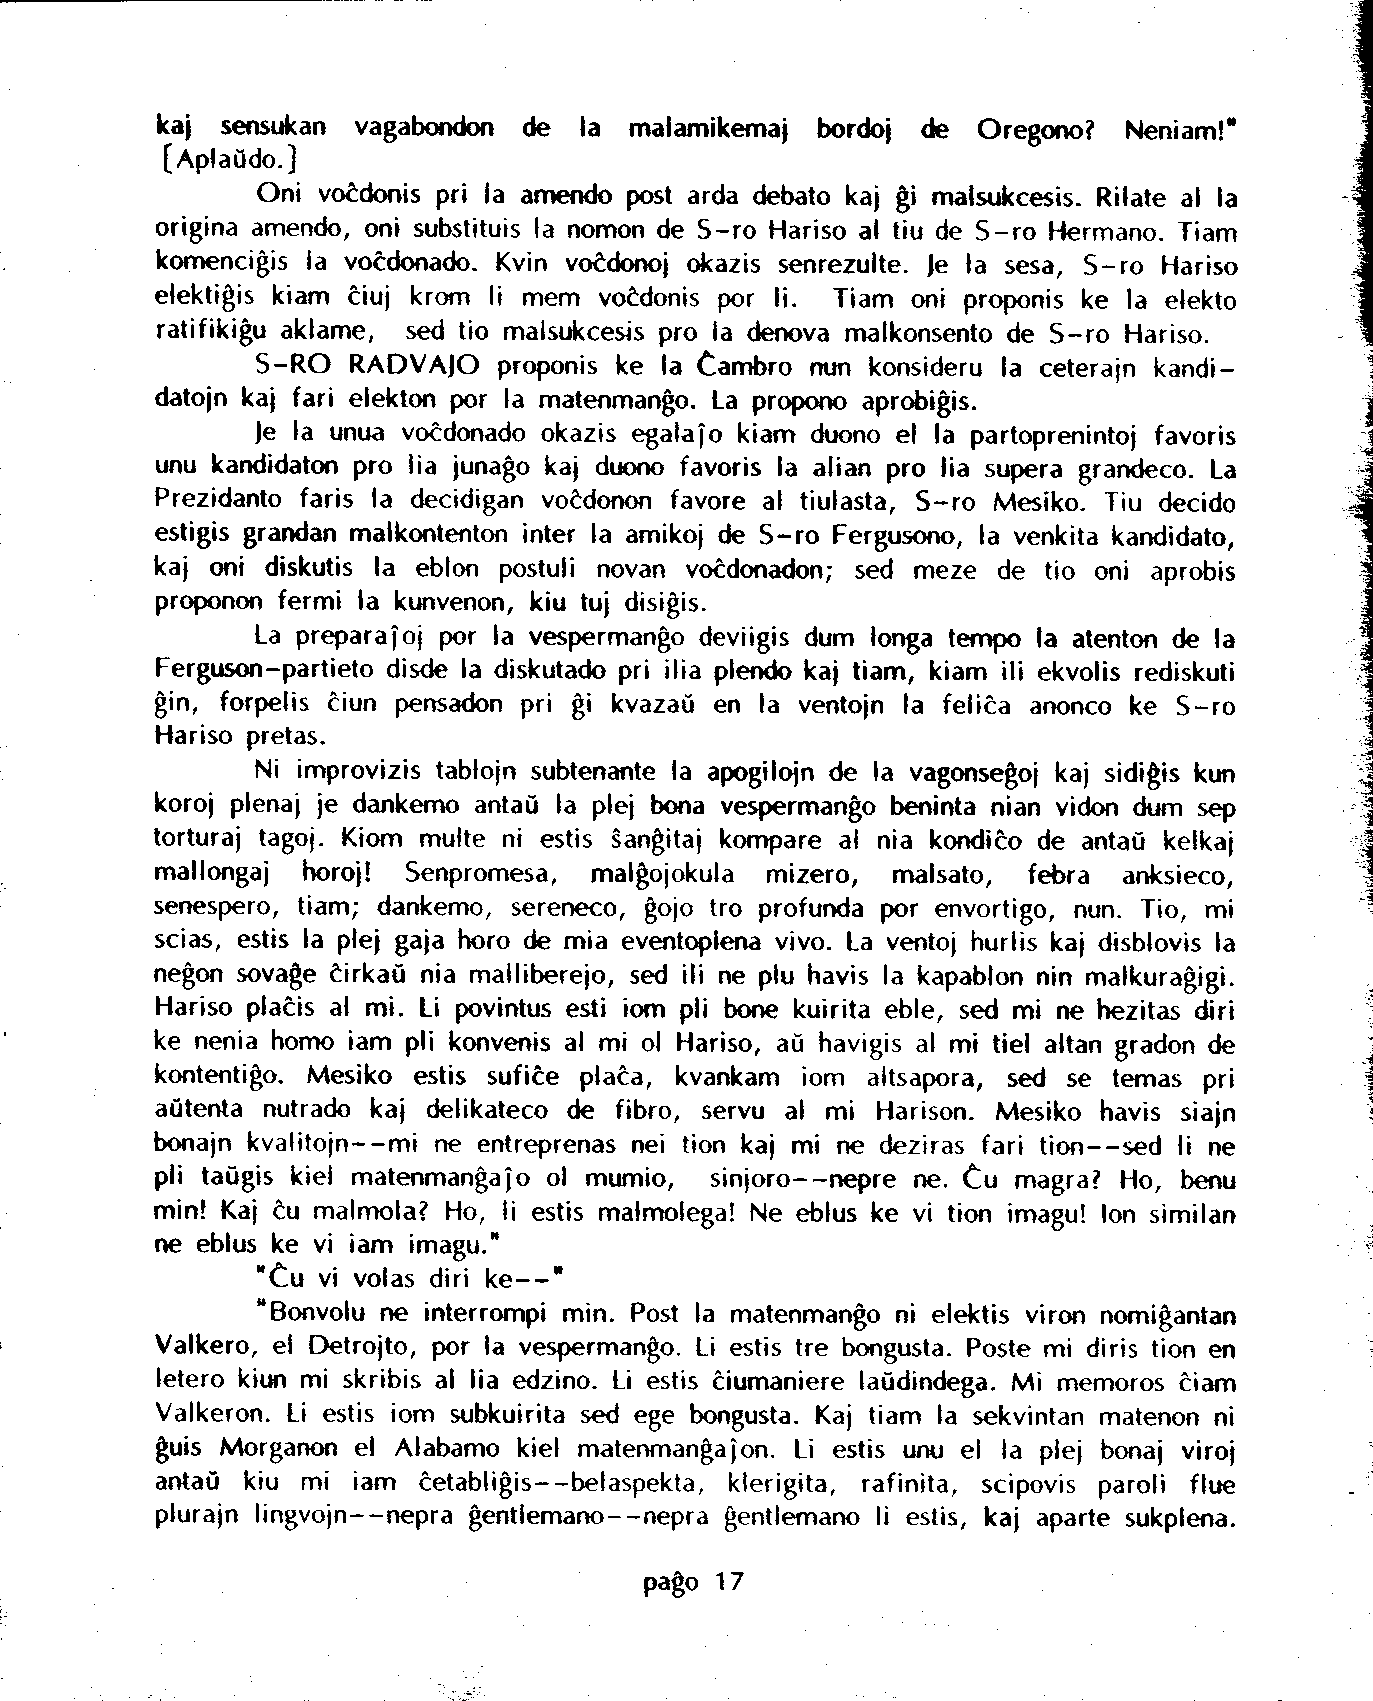 kaj sensukan vagabondon de la malamikemaj bordoj de Oregono? Neniam!"
[Aplaŭdo.]
Oni voĉdonis pri la amendo post arda debato kaj ĝi malsukcesis. Rilate al la
origina amendo, oni substituis la nomon de S-ro Hariso al tiu de S-ro Hermano. Tiam
komenciĝis la voĉdonado. Kvin voĉdonoj okazis senrezulte. Je la sesa, S-ro Hariso
elektiĝis kiam ĉiuj krom li mem voĉdonis por li. Tiam oni proponis ke la elekto
ratifikiĝu aklame, sed tio malsukcesis pro la denova malkonsento de S-ro Hariso.
S-RO RADVAJO proponis ke la Ĉambro nun konsideru la ceterajn kandi-
datojn kaj fari elekton por la matenmanĝo. La propono aprobiĝis.
Je la unua voĉdonado okazis egalaĵo kiam duono el la partoprenintoj favoris
unu kandidaton pro lia junaĝo kaj duono favoris la alian pro lia supera grandeco. La
Prezidanto faris la decidigan voĉdonon favore al tiulasta, S-ro Mesiko. Tiu decido
estigis grandan malkontenton inter la amikoj de S-ro Fergusono, la venkita kandidato,
kaj oni diskutis la eblon postuli novan voĉdonadon; sed meze de tio oni aprobis
proponon fermi la kunvenon, kiu tuj disiĝis.
La preparaĵoj por la vespermanĝo deviigis dum longa tempo la atenton de la
Ferguson-partieto disde la diskutado pri ilia plendo kaj tiam, kiam ili ekvolis rediskuti
ĝin, forpelis ĉiun pensadon pri ĝi kvazaŭ en la ventojn la feliĉa anonco ke S-ro
Hariso pretas.
Ni improvizis tablojn subtenante la apogilojn de la vagonseĝoj kaj sidiĝis kun
koroj plenaj je dankemo antaŭ la plej bona vespermanĝo beninta nian vidon dum sep
torturaj tagoj. Kiom multe ni estis ŝanĝitaj kompare al nia kondiĉo de antaŭ kelkaj
mallongaj horoj! Senpromesa, malĝojokula mizero, malsato, febra anksieco,
senespero, tiam; dankemo, sereneco, ĝojo tro profunda por envortigo, nun. Tio, mi
scias, estis la plej gaja horo de mia eventoplena vivo. La ventoj hurlis kaj disblovis la
neĝon sovaĝe ĉirkaŭ nia malliberejo, sed ili ne plu havis la kapablon nin malkuraĝigi.
Hariso plaĉis al mi. Li povintus esti iom pli bone kuirita eble, sed mi ne hezitas diri
ke nenia homo iam pli konvenis al mi ol Hariso, aŭ havigis al mi tiel altan gradon de
kontentiĝo. Mesiko estis sufiĉe plaĉa, kvankam iom altsapora, sed se temas pri
aŭtenta nutrado kaj delikateco de fibro, servu al mi Harison. Mesiko havis siajn
bonajn kvalitojn--mi ne entreprenas nei tion kaj mi ne deziras fari tion--sed li ne
pli taŭgis kiel matenmanĝaĵo ol mumio, sinjoro--nepre ne. Ĉu magra? Ho, benu
min! Kaj ĉu malmola? Ho, li estis malmolega! Ne eblus ke vi tion imagu! Ion similan
ne eblus ke vi iam imagu."
"Ĉu vi volas diri ke--"
"Bonvolu ne interrompi min. Post la matenmanĝo ni elektis viron nomiĝantan
Valkero, el Detrojto, por la vespermanĝo. Li estis tre bongusta. Poste mi diris tion en
letero kiun mi skribis al lia edzino. Li estis ĉiumaniere laŭdindega. Mi memoros ĉiam
Valkeron. Li estis iom subkuirita sed ege bongusta. Kaj tiam la sekvintan matenon ni
ĝuis Morganon el Alabamo kiel matenmanĝaĵon. Li estis unu el la plej bonaj viroj
antaŭ kiu mi iam ĉetabliĝis--belaspekta, klerigita, rafinita, scipovis paroli flue
plurajn lingvojn--nepra ĝentlemano--nepra ĝentlemano li estis, kaj aparte sukplena.
paĝo 17